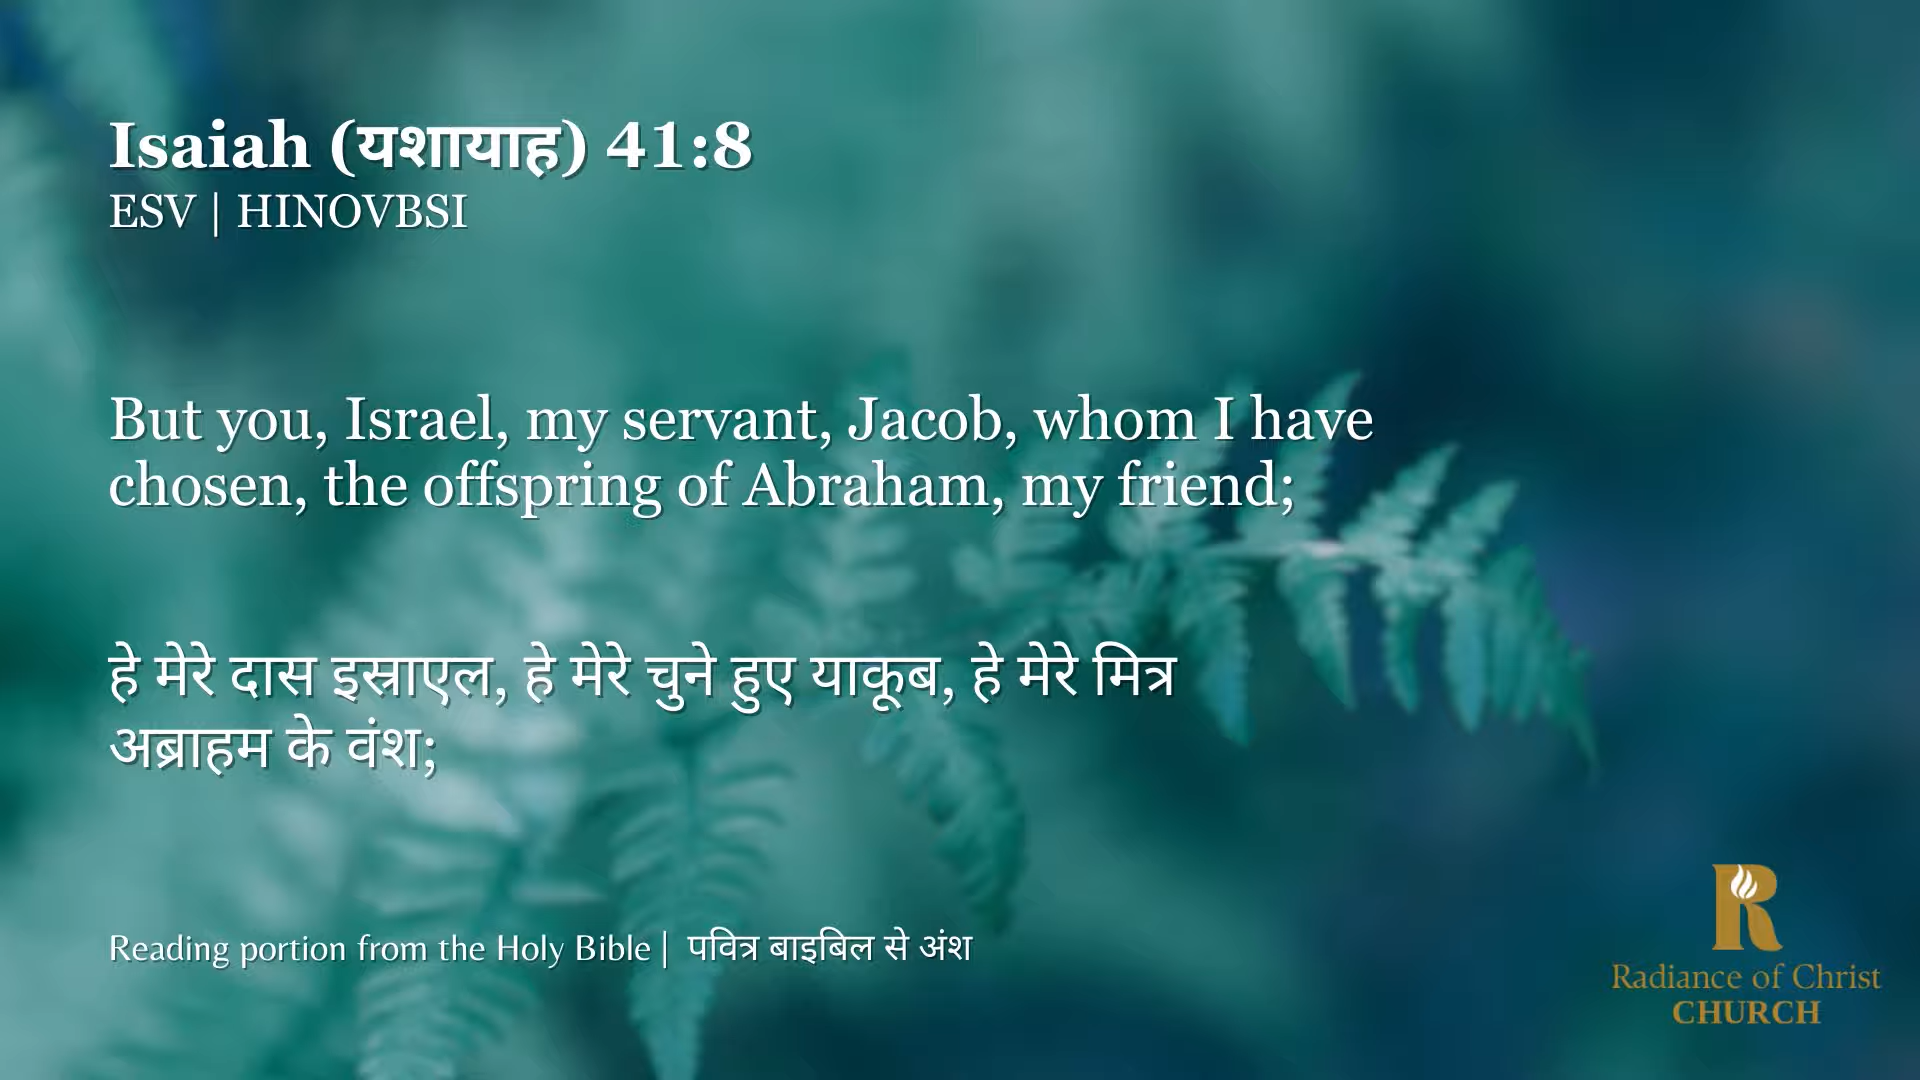 Isaiah (यशायाह) 41:8
ESV | HINOVBSI
But you, Israel, my servant, Jacob, whom I have
chosen, the offspring of Abraham, my friend;
हे मेरे दास इस्राएल, हे मेरे चुने हुए याकूब, हे मेरे मित्र
अब्राहम के वंश;
Reading portion from the Holy Bible | पवित्र बाइबिल से अंश
R
Radiance of Christ
CHURCH